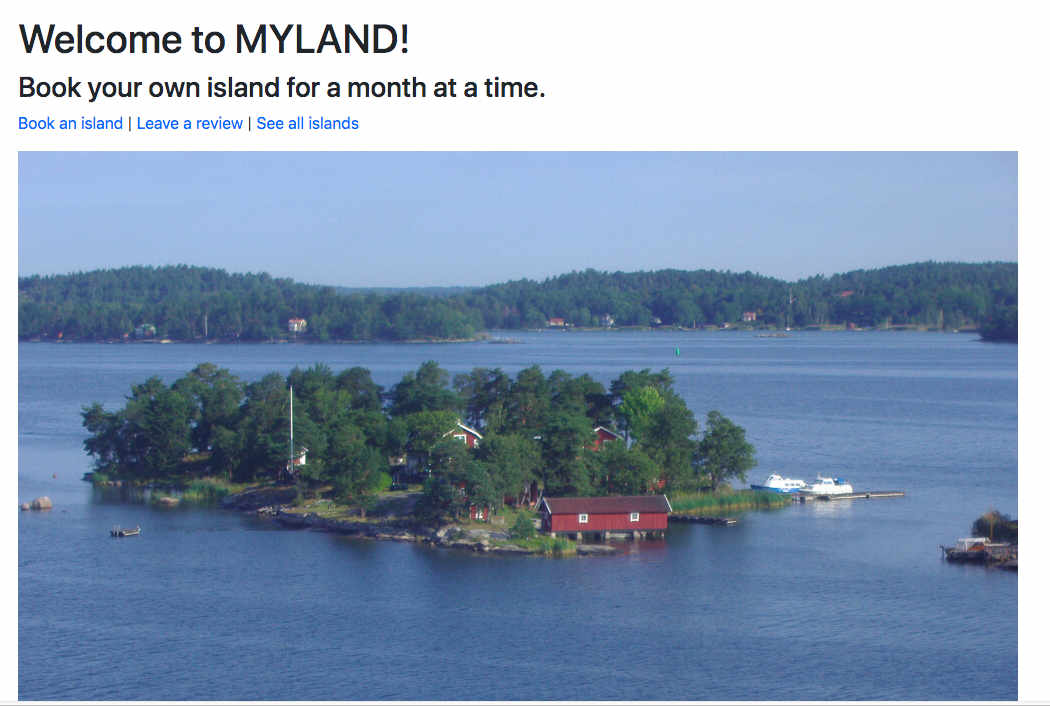 Welcome to MYLAND!
Book your own island for a month at a time.
Book an island | Leave a review | See all islands